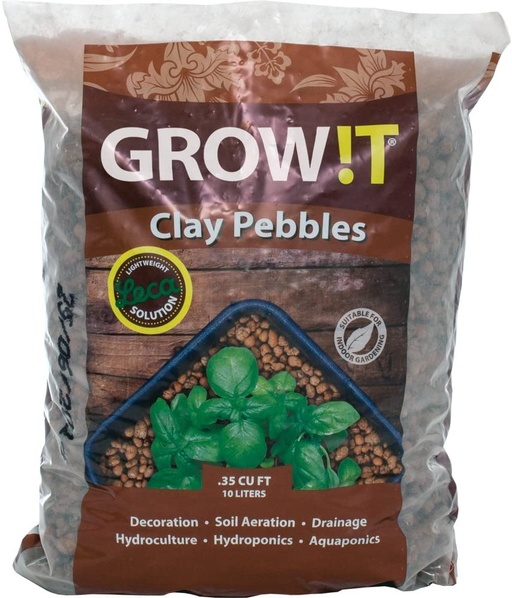 GROW!T®
Clay Pebbles
LIGHTWEIGHT
Leca
SOLUTION
SUITABLE FOR
INDOOR GARDENING
.35 CU FT
10 LITERS
Decoration • Soil Aeration • Drainage
Hydroculture • Hydroponics • Aquaponics